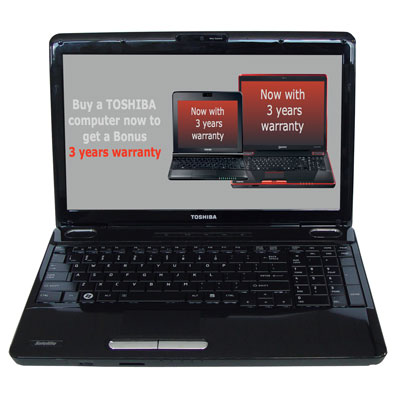 Buy a TOSHIBA
computer now to
get a Bonus
3 years warranty
Now with
3 years
warranty
Now with
3 years
warranty
TOSHIBA
Satellite